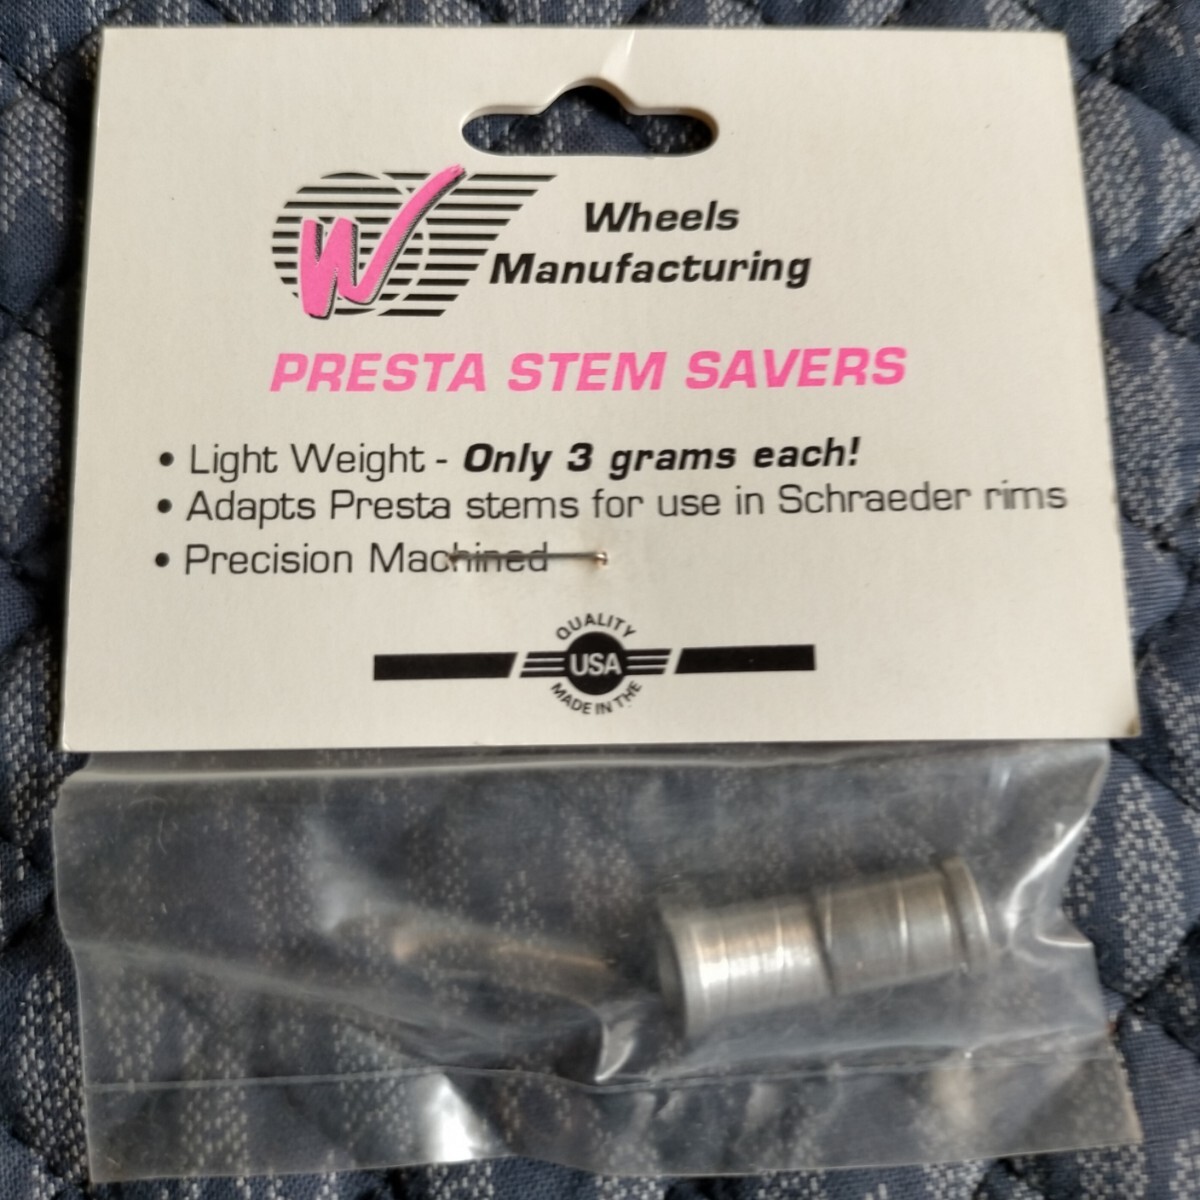 W
Wheels
Manufacturing
PRESTA STEM SAVERS
• Light Weight - Only 3 grams each!
• Adapts Presta stems for use in Schraeder rims
• Precision Machined
QUALITY
USA
MADE IN THE